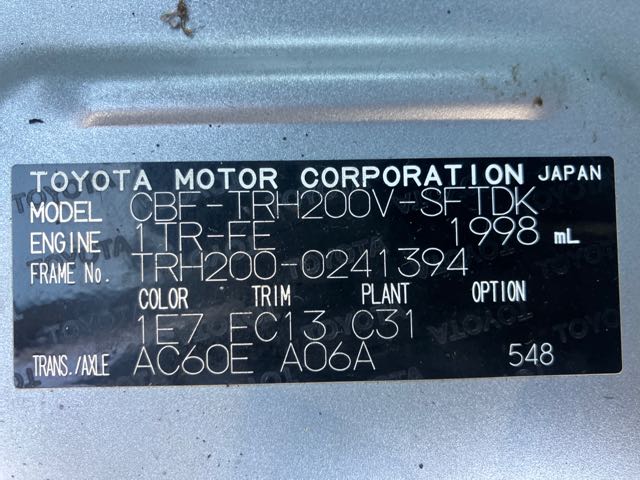 TOYOTA MOTOR CORPORATION JAPAN
MODEL CBF-TRH200V-SFTDK
ENGINE 1TR-FE 1998 mL
FRAME No. TRH200-0241394
COLOR TRIM PLANT OPTION
1E7 FC13 C31
TRANS./AXLE AC60E A06A 548